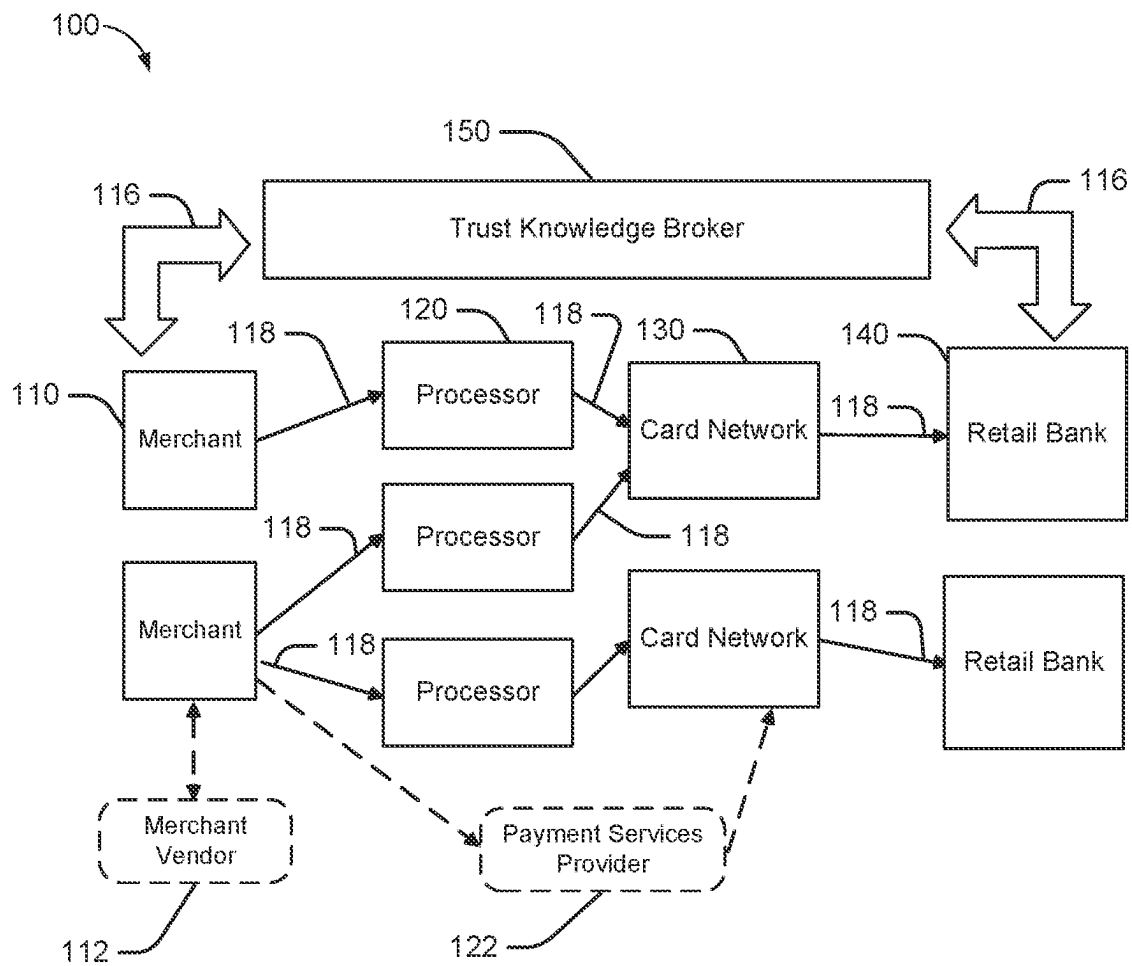 100
150
116
116
Trust Knowledge Broker
118
120
118
130
140
110
Merchant
Processor
Card Network
118
Retail Bank
118
Processor
118
Merchant
118
Processor
Card Network
118
Retail Bank
Merchant
Vendor
Payment Services
Provider
112
122